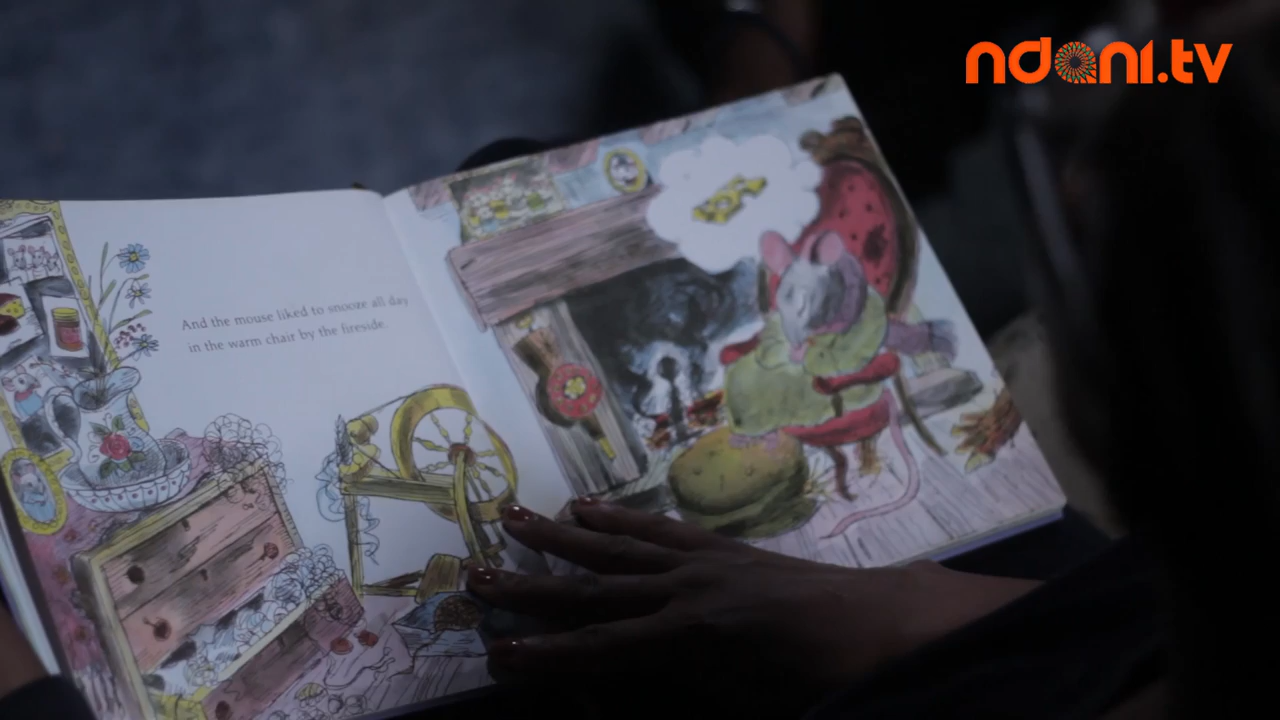 ndani.tv
And the mouse liked to snooze all day
in the warm chair by the fireside.